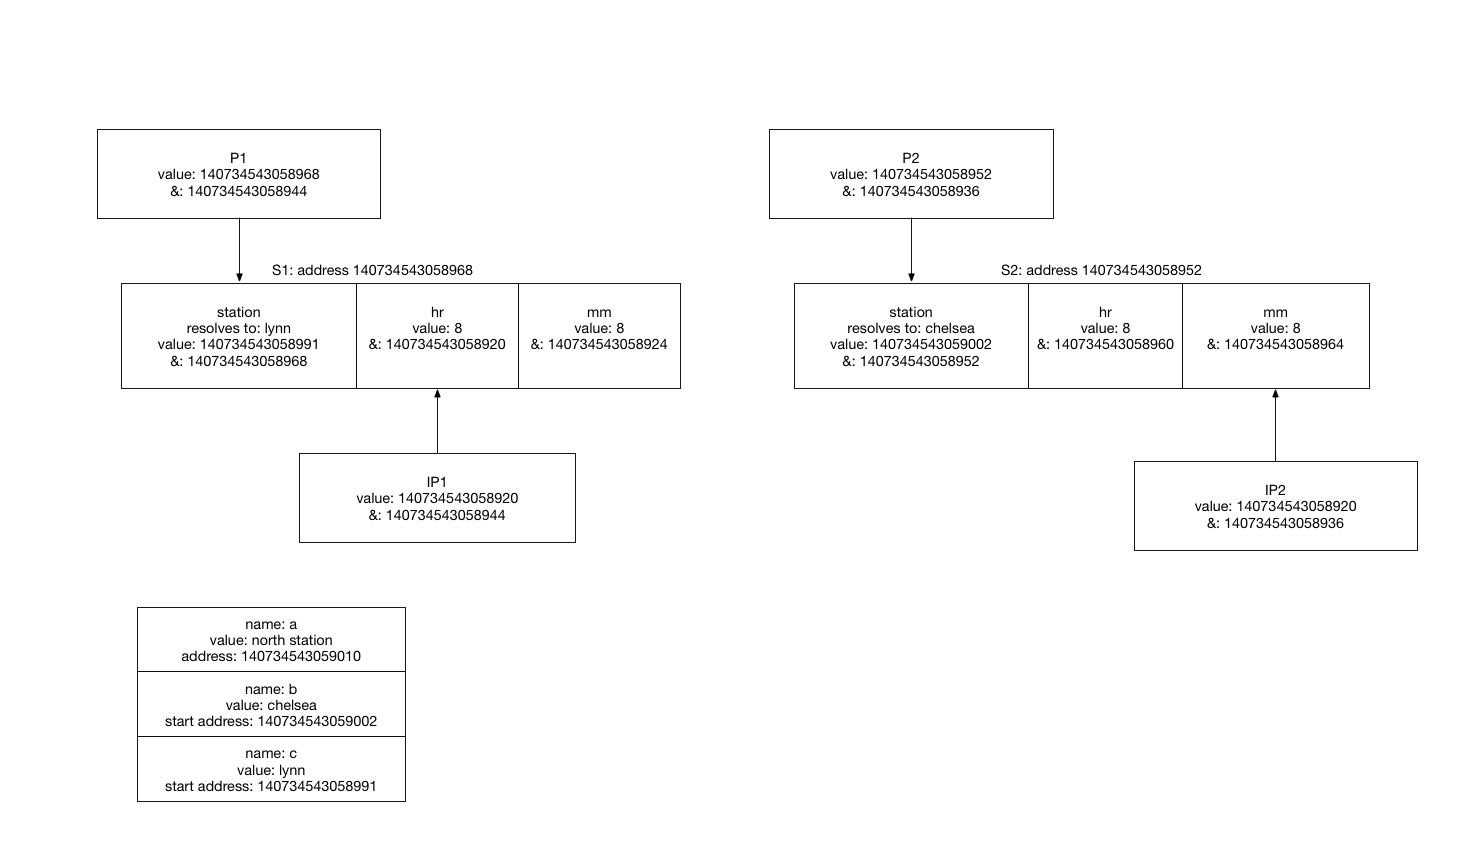 P1
value: 140734543058968
&: 140734543058944
P2
value: 140734543058952
&: 140734543058936
S1: address 140734543058968
station
resolves to: lynn
value: 140734543058991
&: 140734543058968
hr
value: 8
&: 140734543058920
mm
value: 8
&: 140734543058924
S2: address 140734543058952
station
resolves to: chelsea
value: 140734543059002
&: 140734543058952
hr
value: 8
&: 140734543058960
mm
value: 8
&: 140734543058964
IP1
value: 140734543058920
&: 140734543058944
IP2
value: 140734543058920
&: 140734543058936
name: a
value: north station
address: 140734543059010
name: b
value: chelsea
start address: 140734543059002
name: c
value: lynn
start address: 140734543058991